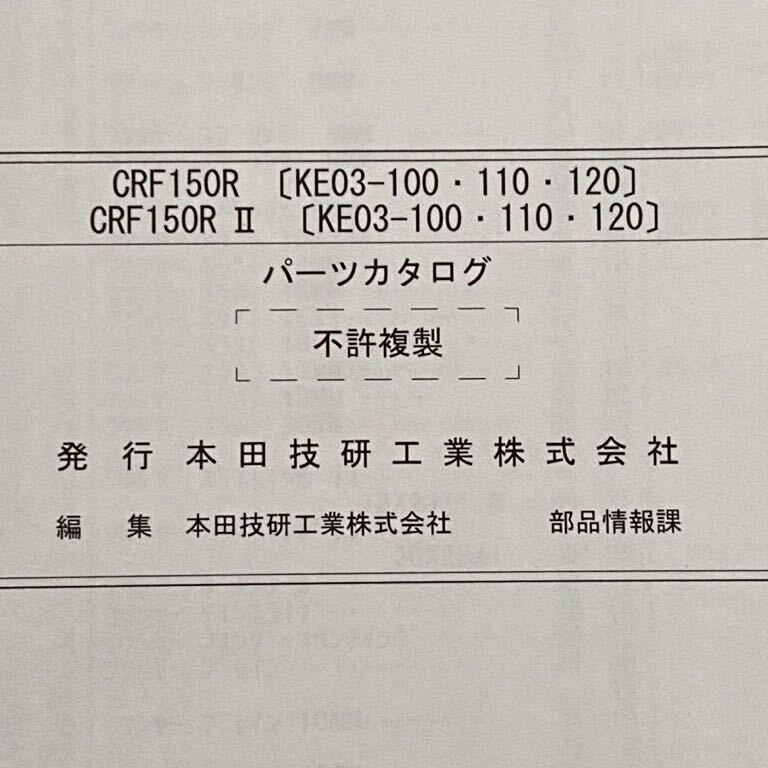 CRF150R 〔KE03-100・110・120〕
CRF150R Ⅱ 〔KE03-100・110・120〕
パーツカタログ
不許複製
発行 本田技研工業株式会社
編集 本田技研工業株式会社 部品情報課